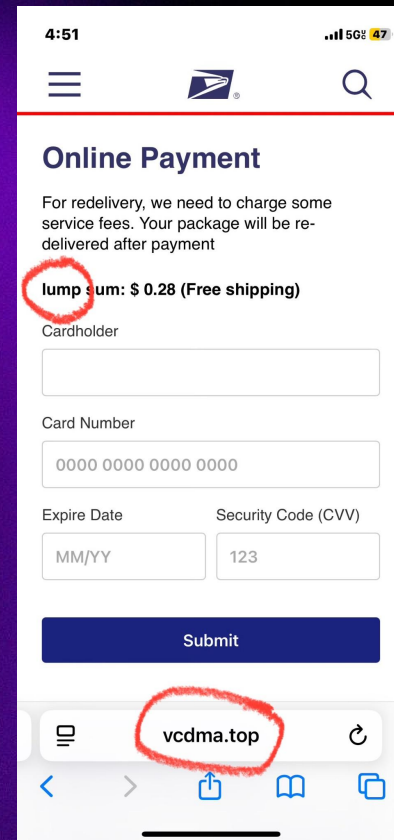 4:51
5G 47
Online Payment
For redelivery, we need to charge some
service fees. Your package will be re-
delivered after payment
lump sum: $ 0.28 (Free shipping)
Cardholder
Card Number
0000 0000 0000 0000
Expire Date Security Code (CVV)
MM/YY 123
Submit
vcdma.top